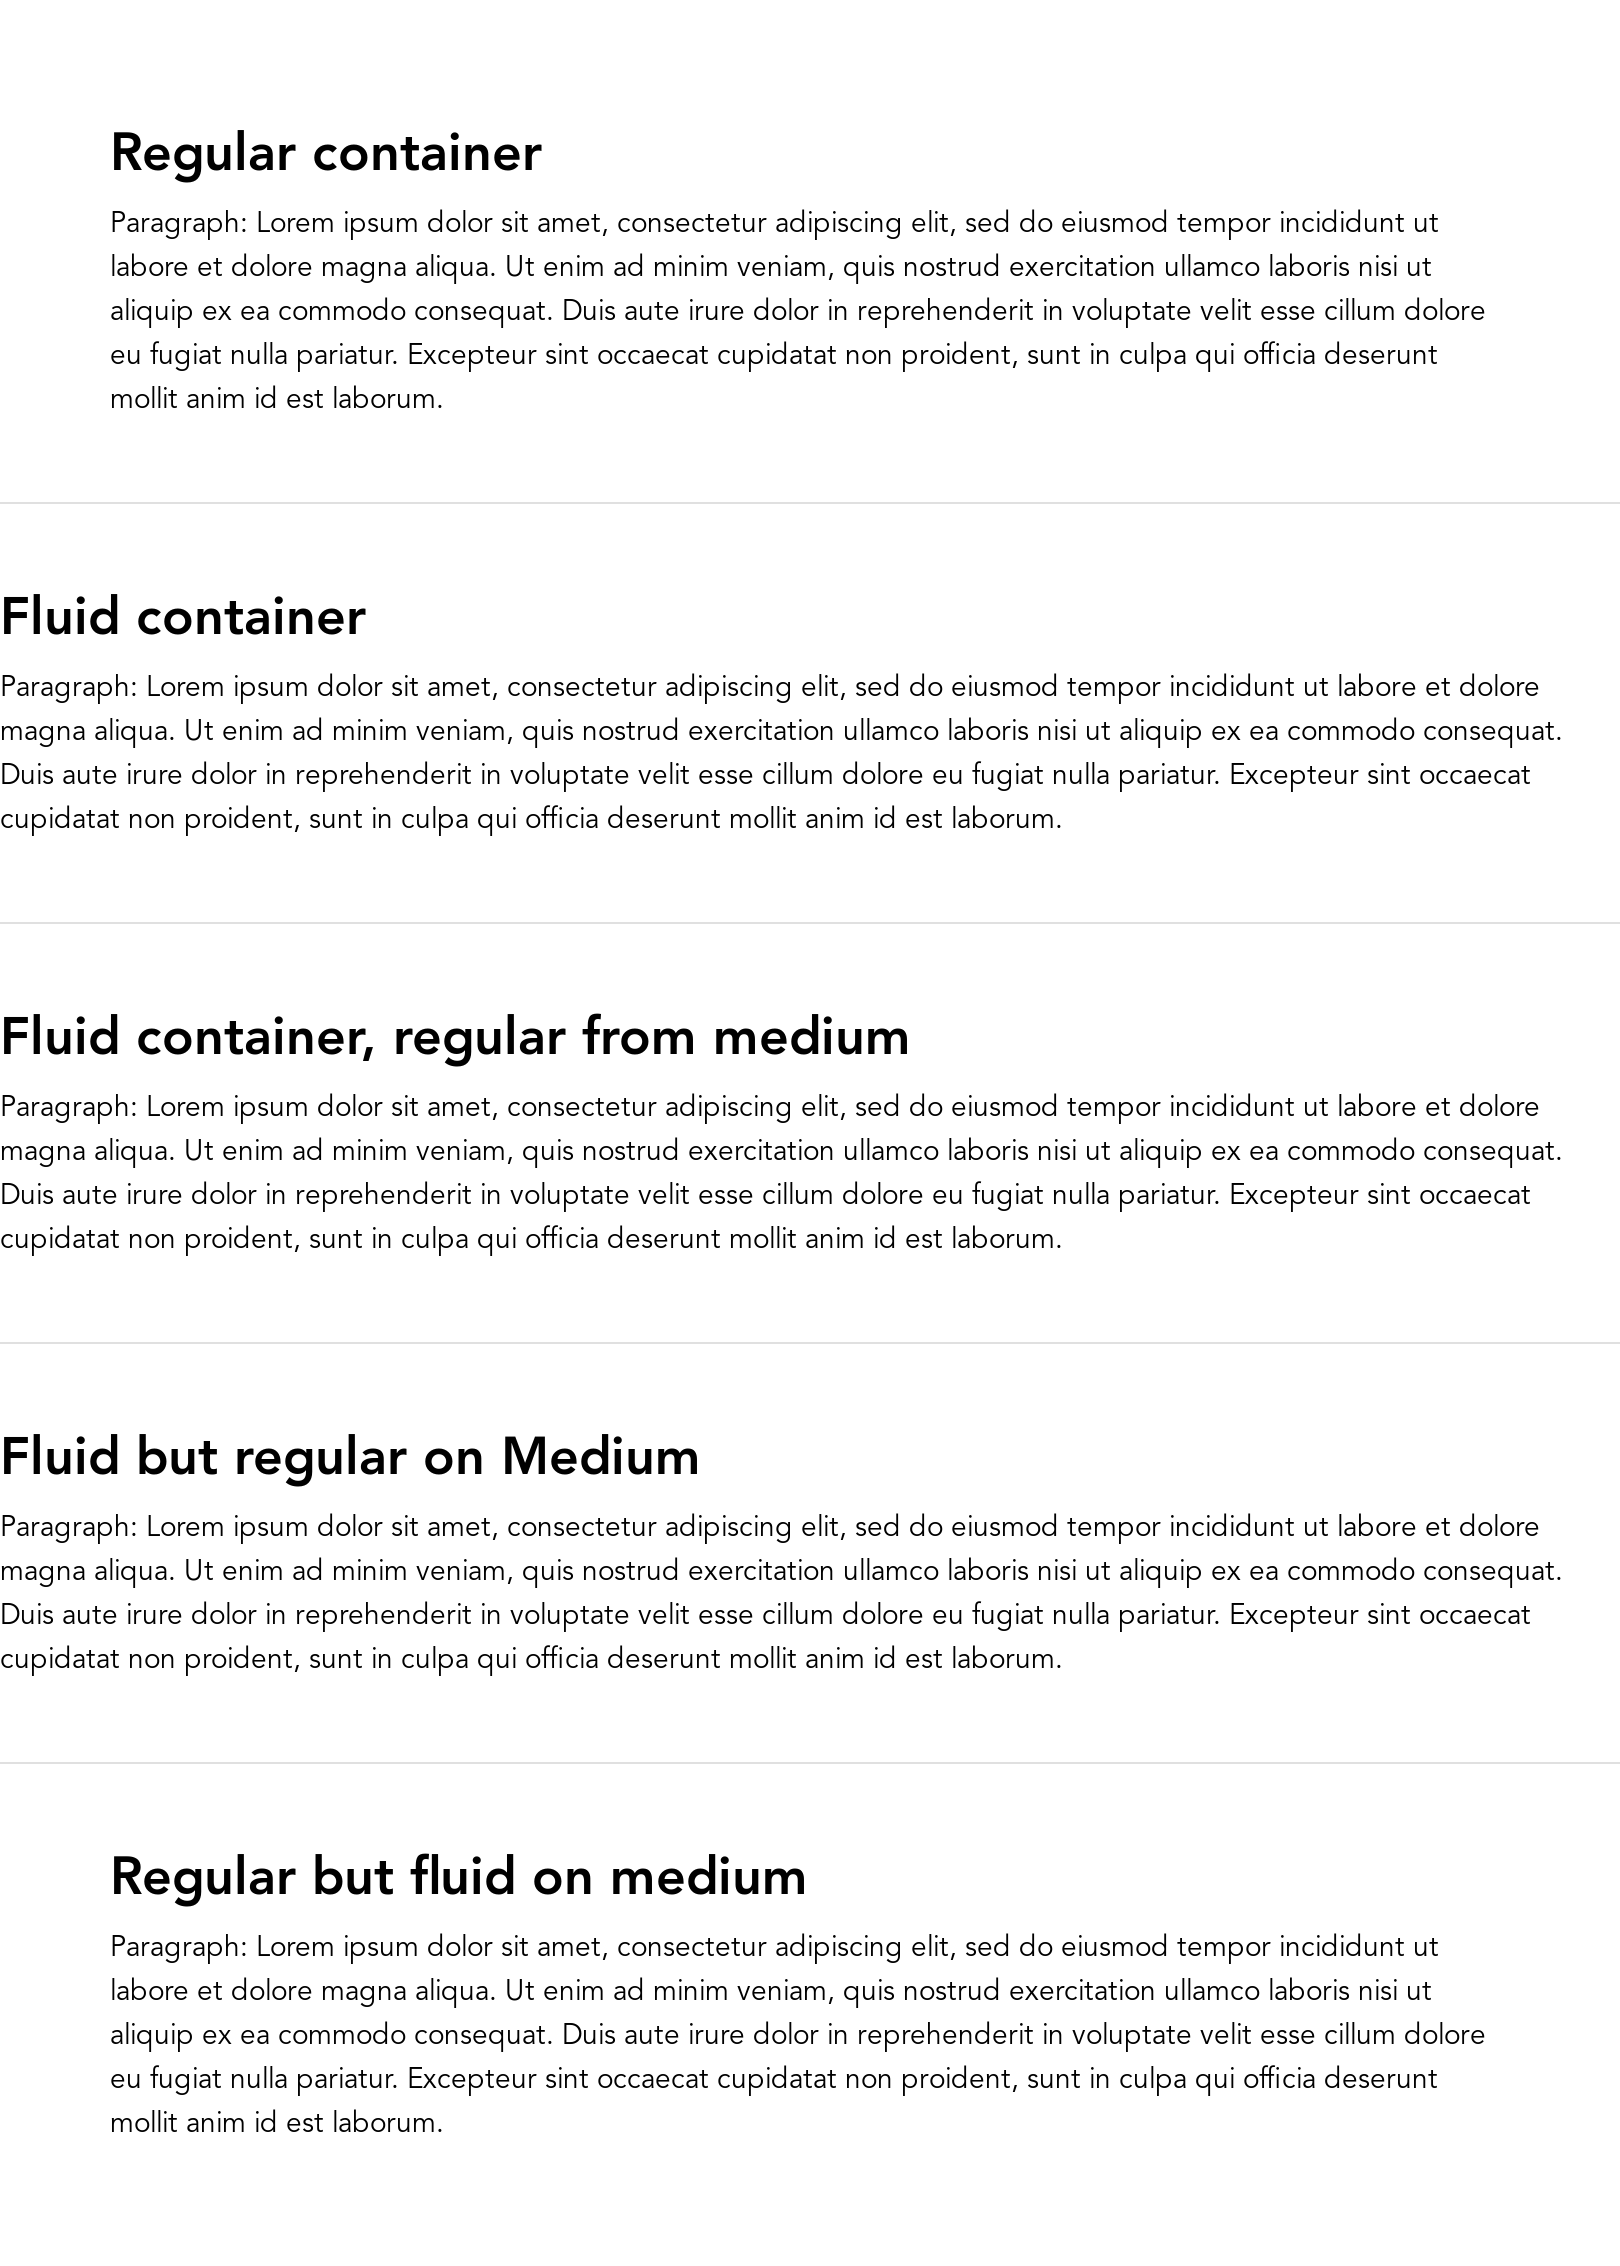 Regular container
Paragraph: Lorem ipsum dolor sit amet, consectetur adipiscing elit, sed do eiusmod tempor incididunt ut
labore et dolore magna aliqua. Ut enim ad minim veniam, quis nostrud exercitation ullamco laboris nisi ut
aliquip ex ea commodo consequat. Duis aute irure dolor in reprehenderit in voluptate velit esse cillum dolore
eu fugiat nulla pariatur. Excepteur sint occaecat cupidatat non proident, sunt in culpa qui officia deserunt
mollit anim id est laborum.
Fluid container
Paragraph: Lorem ipsum dolor sit amet, consectetur adipiscing elit, sed do eiusmod tempor incididunt ut labore et dolore
magna aliqua. Ut enim ad minim veniam, quis nostrud exercitation ullamco laboris nisi ut aliquip ex ea commodo consequat.
Duis aute irure dolor in reprehenderit in voluptate velit esse cillum dolore eu fugiat nulla pariatur. Excepteur sint occaecat
cupidatat non proident, sunt in culpa qui officia deserunt mollit anim id est laborum.
Fluid container, regular from medium
Paragraph: Lorem ipsum dolor sit amet, consectetur adipiscing elit, sed do eiusmod tempor incididunt ut labore et dolore
magna aliqua. Ut enim ad minim veniam, quis nostrud exercitation ullamco laboris nisi ut aliquip ex ea commodo consequat.
Duis aute irure dolor in reprehenderit in voluptate velit esse cillum dolore eu fugiat nulla pariatur. Excepteur sint occaecat
cupidatat non proident, sunt in culpa qui officia deserunt mollit anim id est laborum.
Fluid but regular on Medium
Paragraph: Lorem ipsum dolor sit amet, consectetur adipiscing elit, sed do eiusmod tempor incididunt ut labore et dolore
magna aliqua. Ut enim ad minim veniam, quis nostrud exercitation ullamco laboris nisi ut aliquip ex ea commodo consequat.
Duis aute irure dolor in reprehenderit in voluptate velit esse cillum dolore eu fugiat nulla pariatur. Excepteur sint occaecat
cupidatat non proident, sunt in culpa qui officia deserunt mollit anim id est laborum.
Regular but fluid on medium
Paragraph: Lorem ipsum dolor sit amet, consectetur adipiscing elit, sed do eiusmod tempor incididunt ut
labore et dolore magna aliqua. Ut enim ad minim veniam, quis nostrud exercitation ullamco laboris nisi ut
aliquip ex ea commodo consequat. Duis aute irure dolor in reprehenderit in voluptate velit esse cillum dolore
eu fugiat nulla pariatur. Excepteur sint occaecat cupidatat non proident, sunt in culpa qui officia deserunt
mollit anim id est laborum.